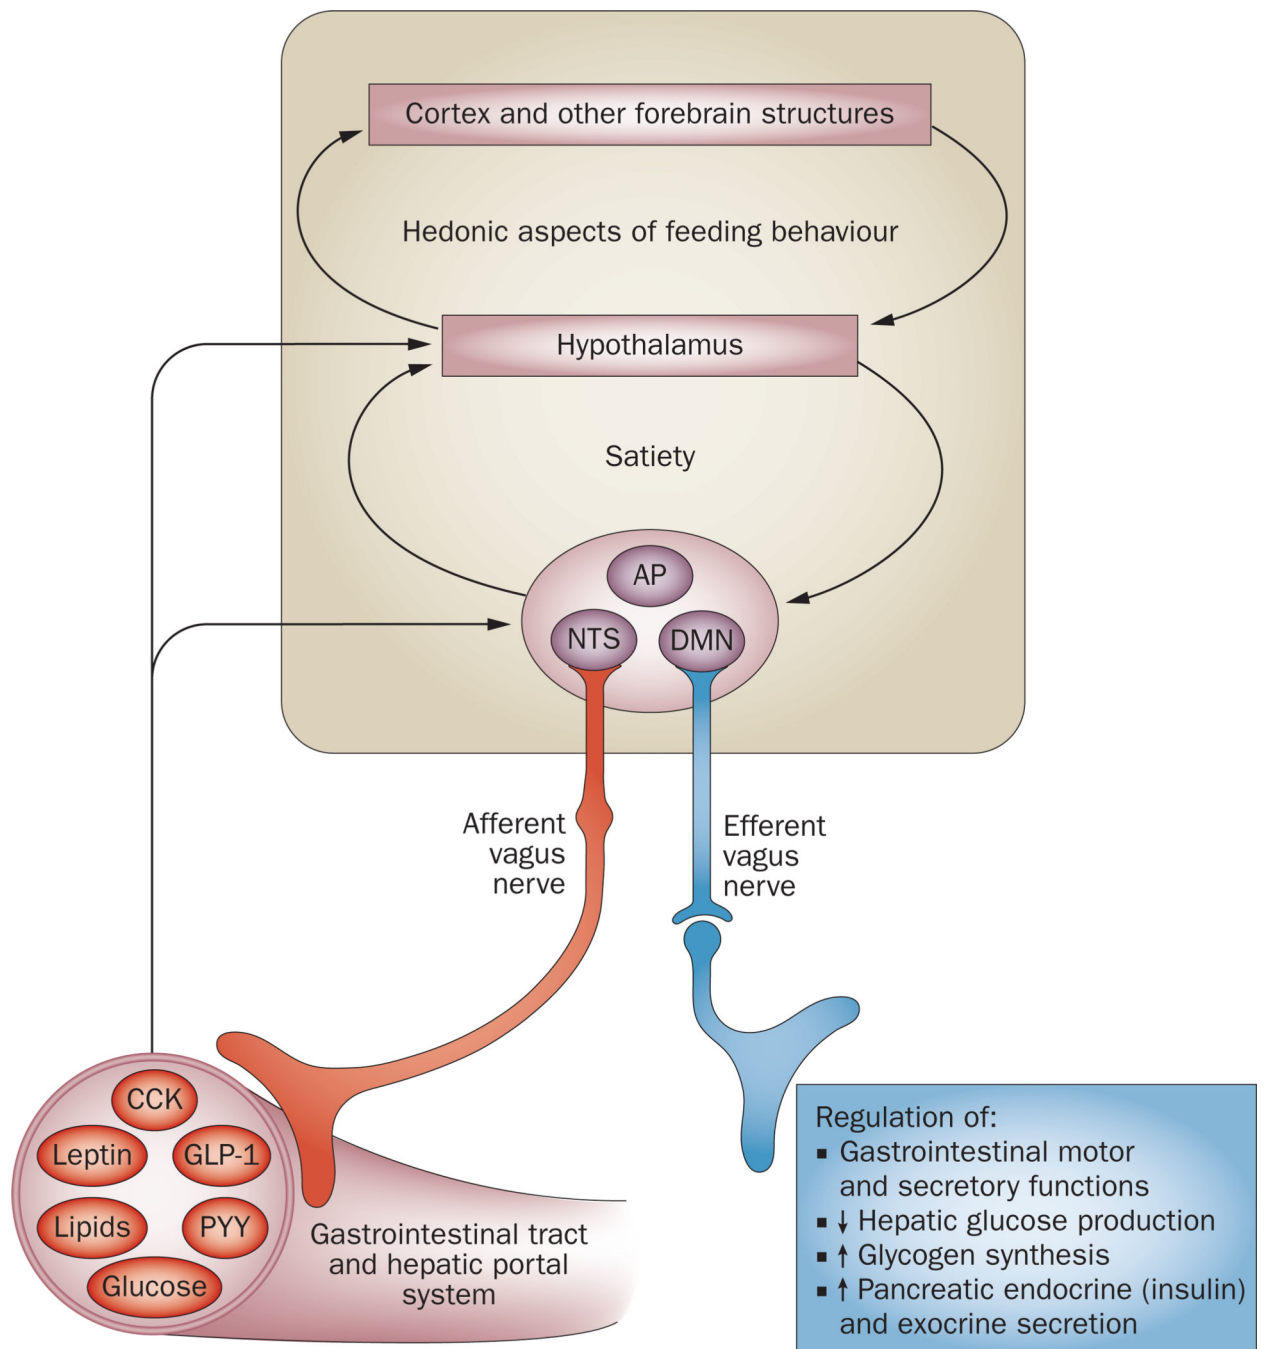 Cortex and other forebrain structures
Hedonic aspects of feeding behaviour
Hypothalamus
Satiety
AP
NTS
DMN
Afferent
vagus
nerve
Efferent
vagus
nerve
CCK
Leptin
GLP-1
Lipids
PYY
Glucose
Gastrointestinal tract
and hepatic portal
system
Regulation of:
▪ Gastrointestinal motor
and secretory functions
▪ ↓ Hepatic glucose production
▪ ↑ Glycogen synthesis
▪ ↑ Pancreatic endocrine (insulin)
and exocrine secretion